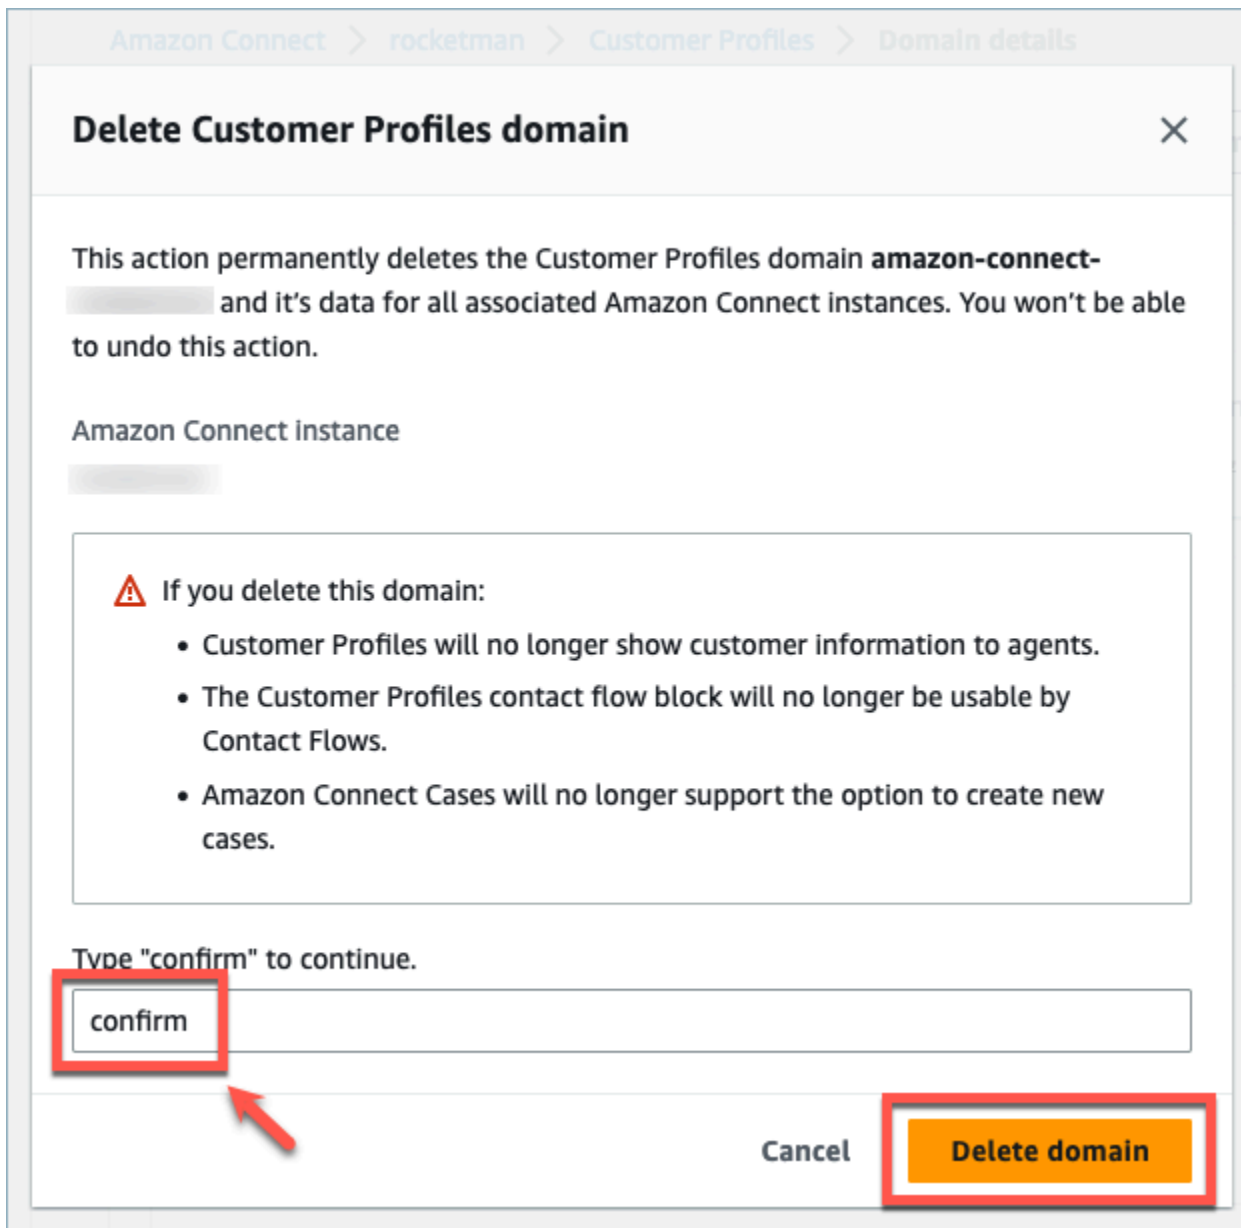 Amazon Connect > rocketman > Customer Profiles > Domain details
Delete Customer Profiles domain
This action permanently deletes the Customer Profiles domain amazon-connect-
and it's data for all associated Amazon Connect instances. You won't be able
to undo this action.
Amazon Connect instance
If you delete this domain:
• Customer Profiles will no longer show customer information to agents.
• The Customer Profiles contact flow block will no longer be usable by
Contact Flows.
• Amazon Connect Cases will no longer support the option to create new
cases.
Type "confirm" to continue.
confirm
Cancel
Delete domain